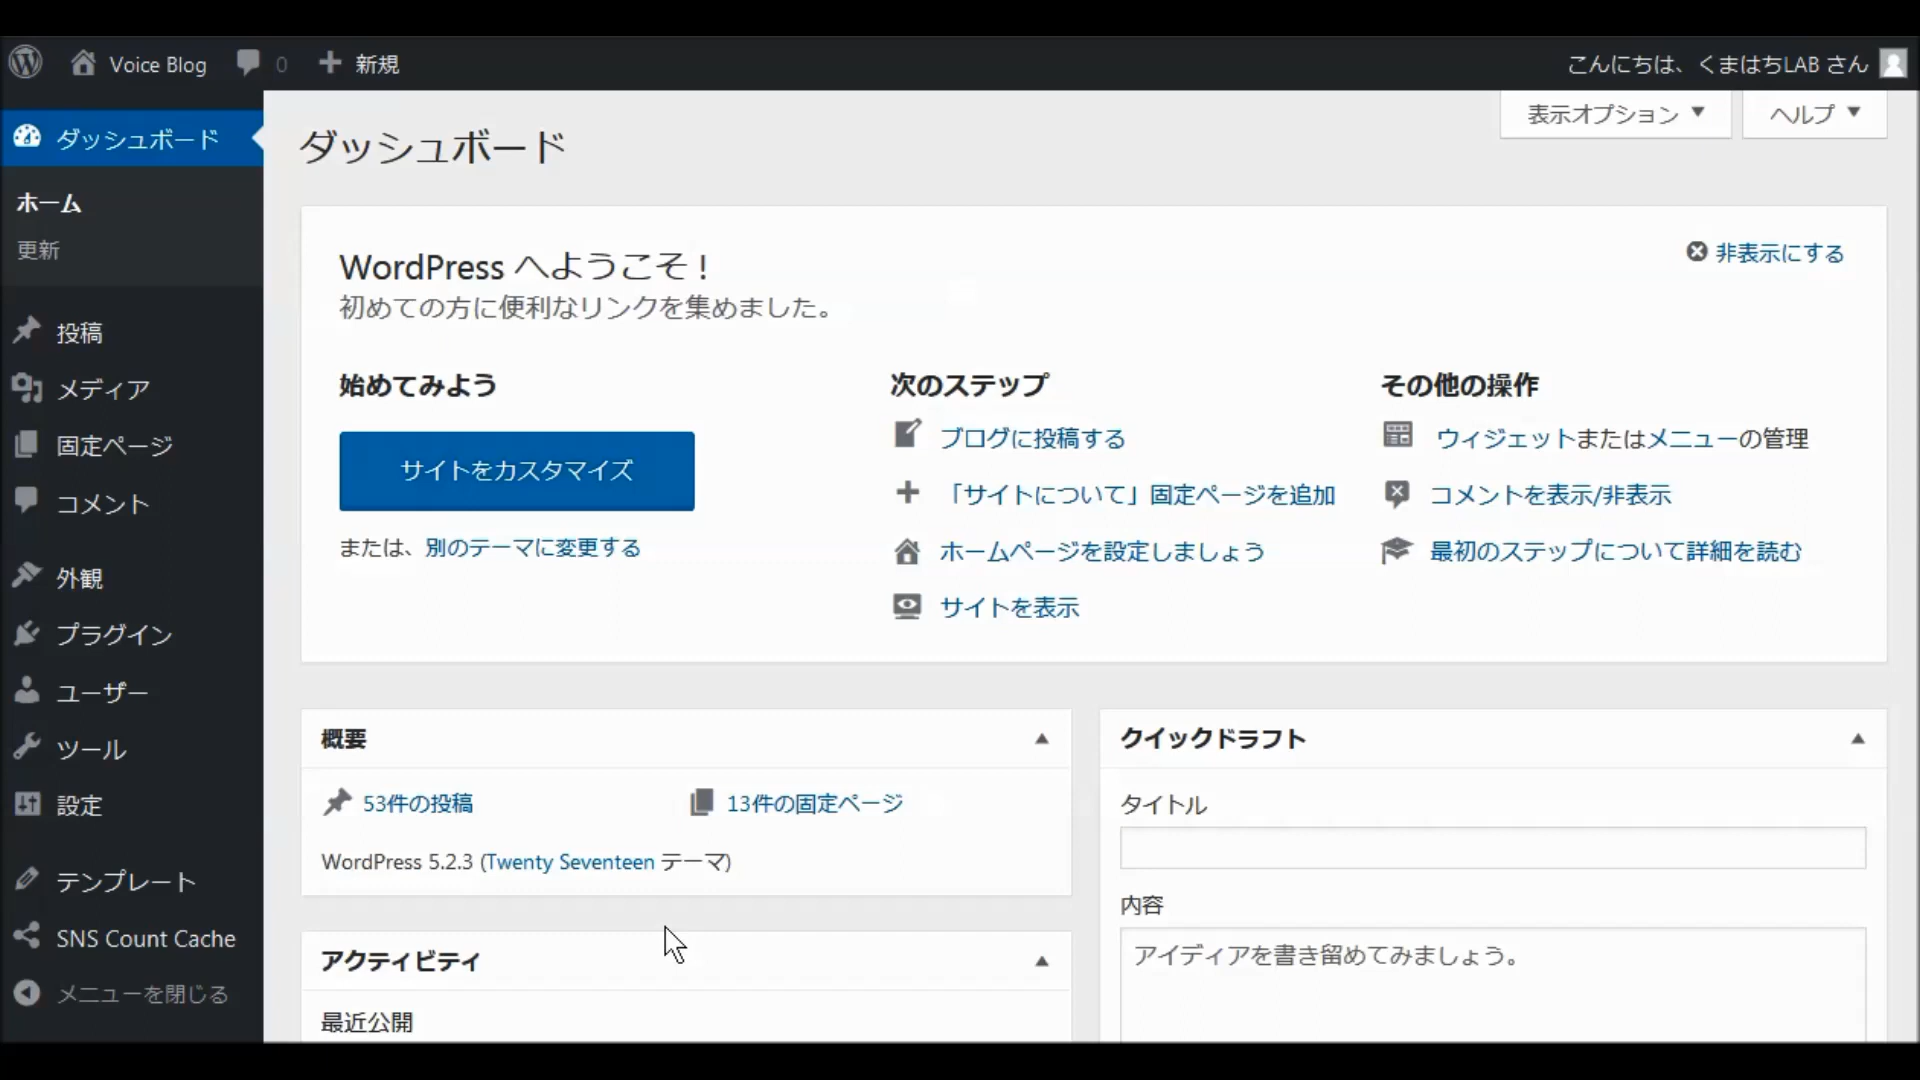 Voice Blog
0
新規
こんにちは、くまはちLAB さん
ダッシュボード
ホーム
更新
投稿
メディア
固定ページ
コメント
外観
プラグイン
ユーザー
ツール
設定
テンプレート
SNS Count Cache
メニューを閉じる
表示オプション
ヘルプ
ダッシュボード
WordPress へようこそ !
非表示にする
初めての方に便利なリンクを集めました。
始めてみよう
サイトをカスタマイズ
または、別のテーマに変更する
次のステップ
ブログに投稿する
「サイトについて」固定ページを追加
ホームページを設定しましょう
サイトを表示
その他の操作
ウィジェットまたはメニューの管理
コメントを表示/非表示
最初のステップについて詳細を読む
概要
53件の投稿
13件の固定ページ
WordPress 5.2.3 (Twenty Seventeen テーマ)
アクティビティ
最近公開
クイックドラフト
タイトル
内容
アイディアを書き留めてみましょう。